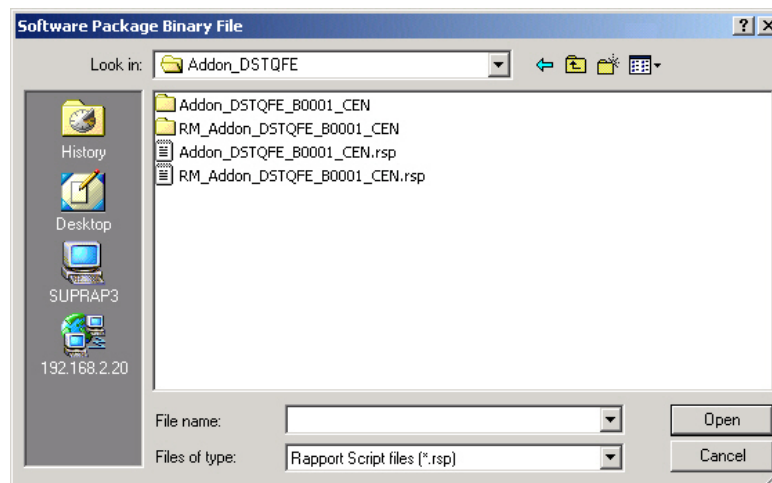 Software Package Binary File
Look in: Addon_DSTQFE
Addon_DSTQFE_B0001_CEN
RM_Addon_DSTQFE_B0001_CEN
Addon_DSTQFE_B0001_CEN.rsp
RM_Addon_DSTQFE_B0001_CEN.rsp
History
Desktop
SUPRAP3
192.168.2.20
File name:
Open
Files of type: Rapport Script files (*.rsp)
Cancel